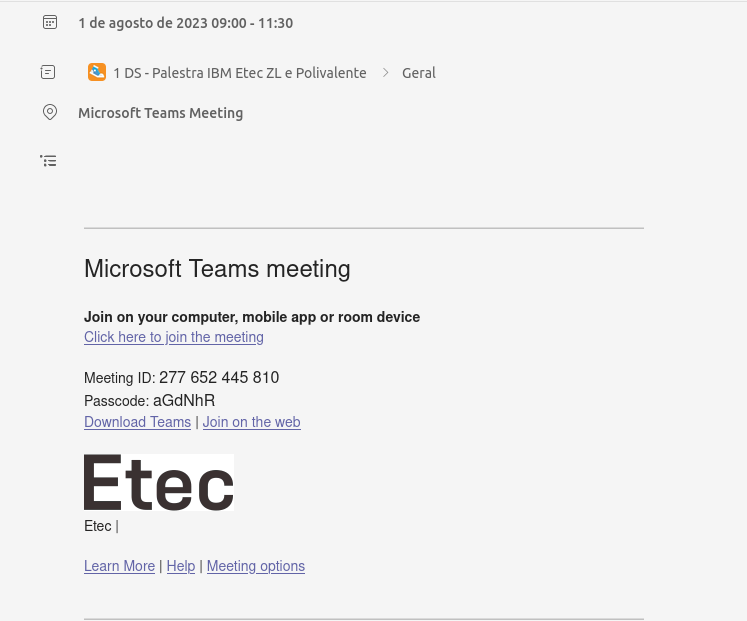 1 de agosto de 2023 09:00 - 11:30
1 DS - Palestra IBM Etec ZL e Polivalente > Geral
Microsoft Teams Meeting
Microsoft Teams meeting
Join on your computer, mobile app or room device
Click here to join the meeting
Meeting ID: 277 652 445 810
Passcode: aGdNhR
Download Teams | Join on the web
Etec
Etec |
Learn More | Help | Meeting options